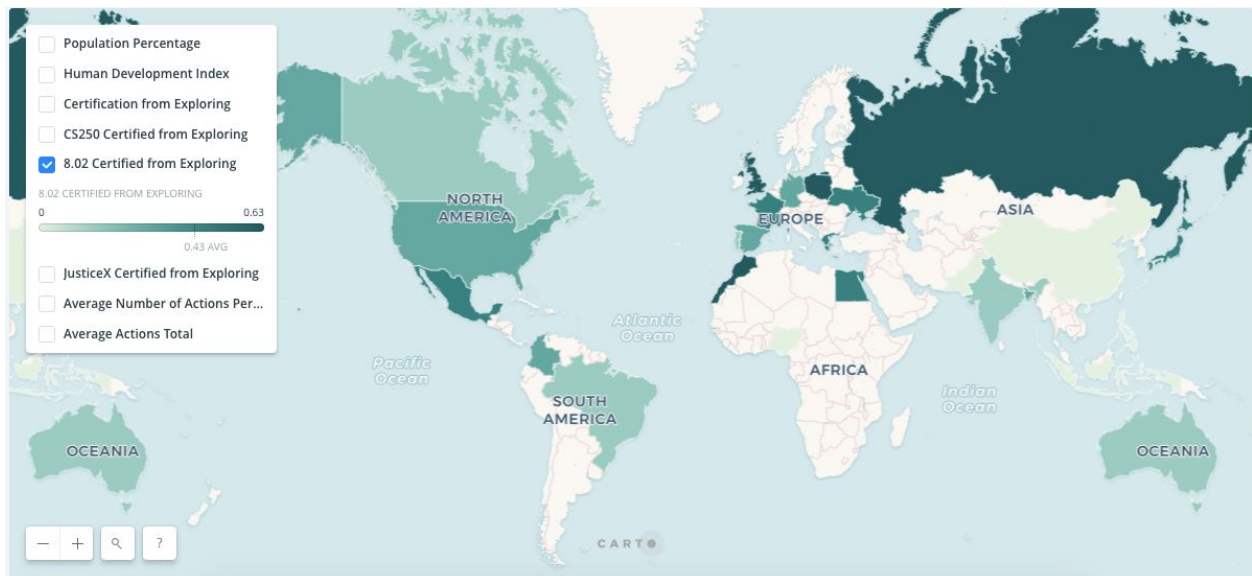 Population Percentage
Human Development Index
Certification from Exploring
CS250 Certified from Exploring
8.02 Certified from Exploring
8.02 CERTIFIED FROM EXPLORING
0 0.63
0.43 AVG
JusticeX Certified from Exploring
Average Number of Actions Per...
Average Actions Total
NORTH
AMERICA
EUROPE
ASIA
Atlantic
Ocean
Pacific
Ocean
AFRICA
Indian
Ocean
SOUTH
AMERICA
OCEANIA
OCEANIA
− + ?
CARTO